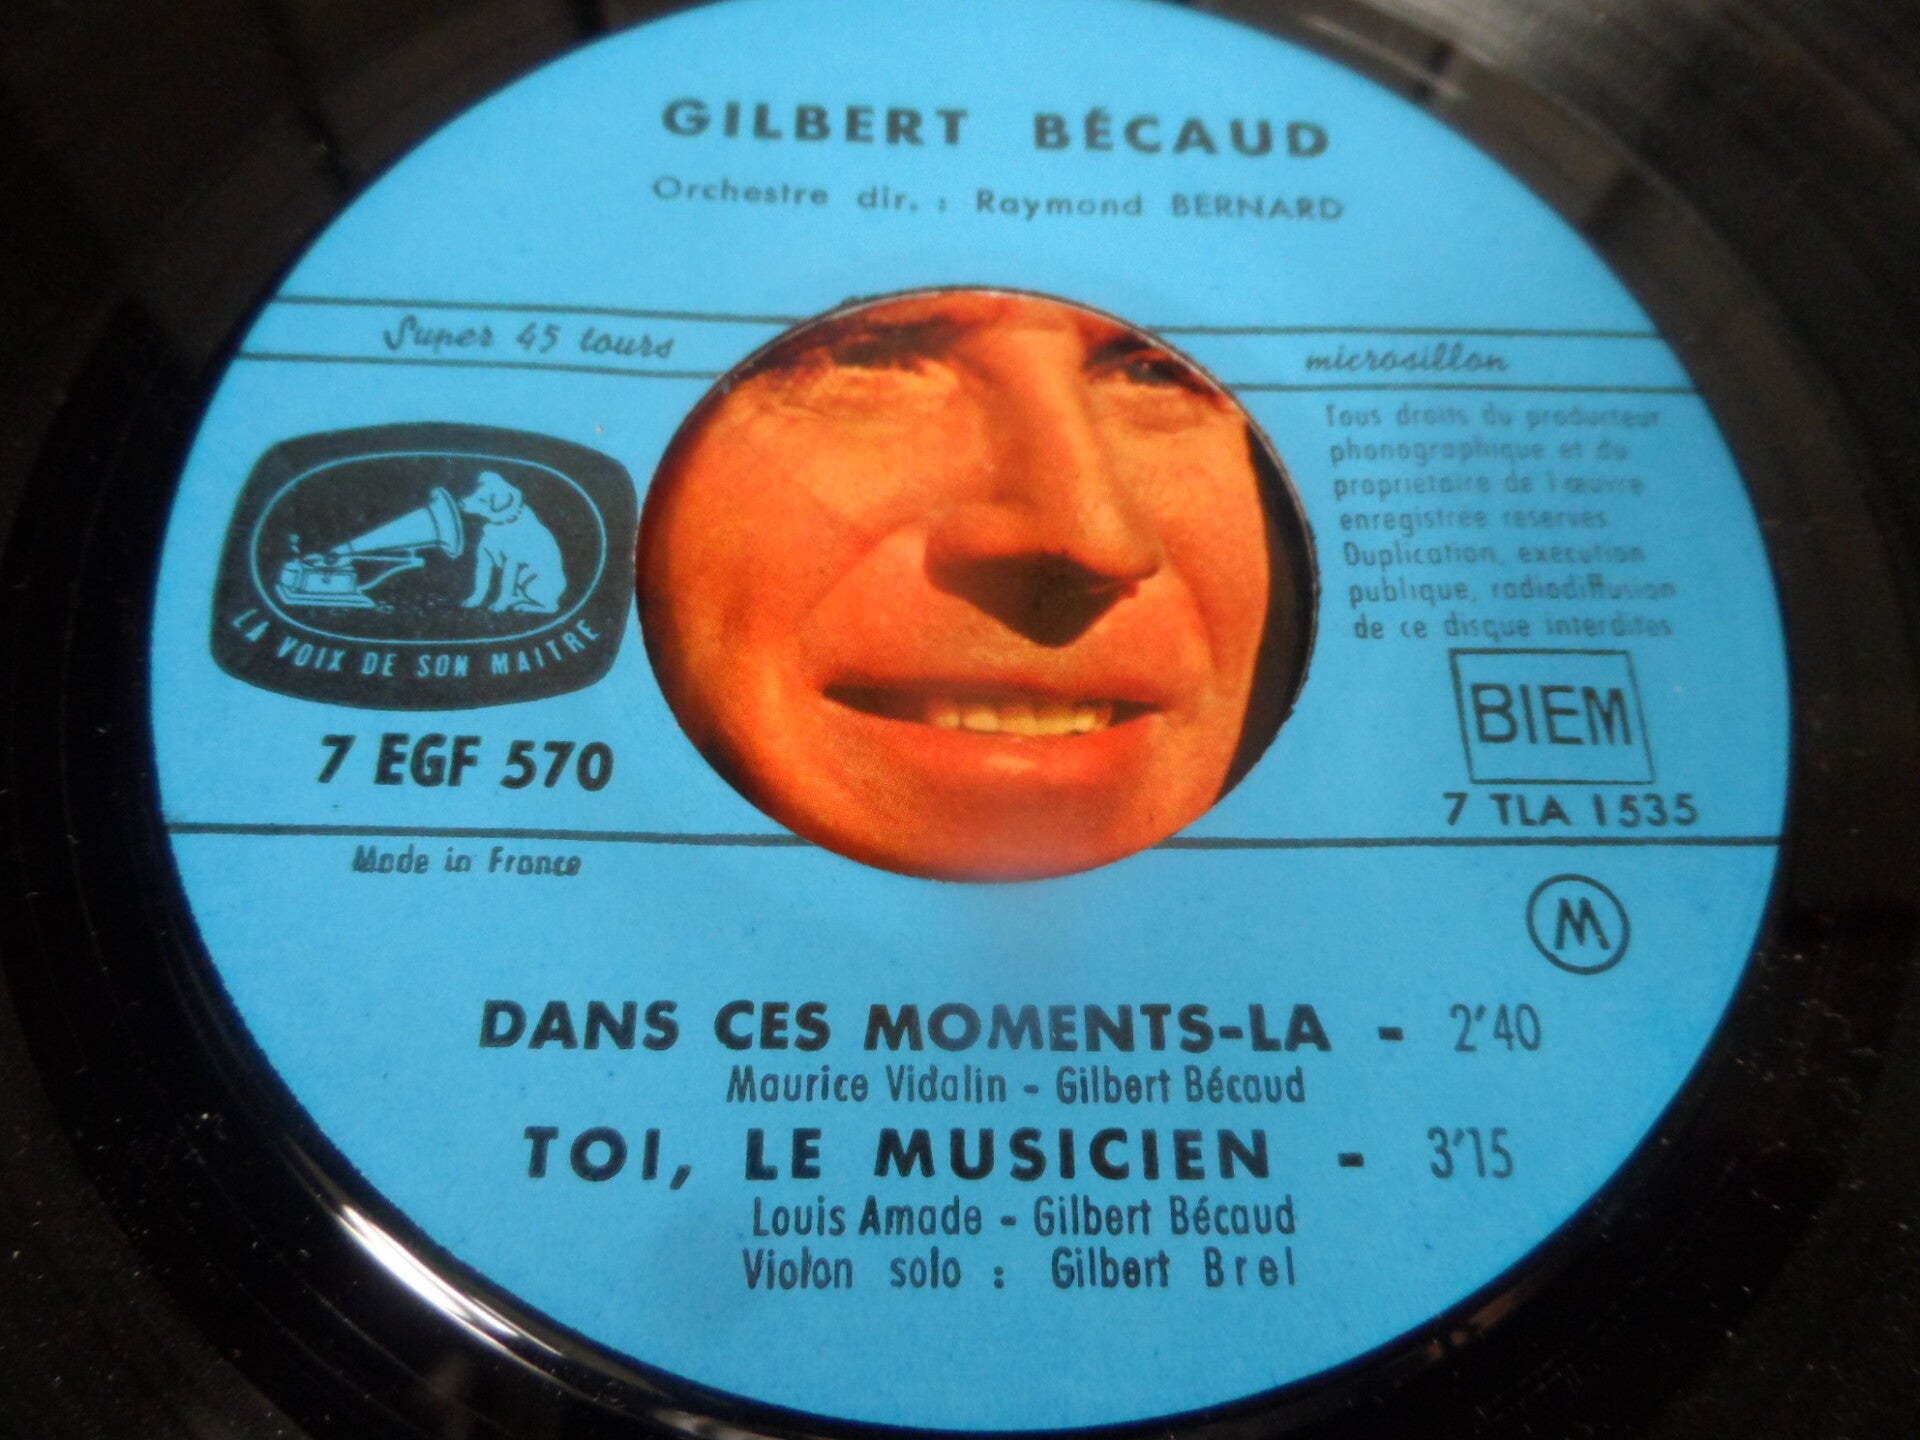 GILBERT BÉCAUD
Orchestre dir. : Raymond BERNARD
Super 45 tours
microsillon
Tous droits du producteur
phonographique et du
proprietaire de l'œuvre
enregistree reserves
Duplication, execution
publique, radiodiffusion
de ce disque interdites
LA VOIX DE SON MAITRE
7 EGF 570
BIEM
7 TLA 1535
Made in France
M
DANS CES MOMENTS-LA - 2'40
Maurice Vidalin - Gilbert Bécaud
TOI, LE MUSICIEN - 3'15
Louis Amade - Gilbert Bécaud
Violon solo : Gilbert Brel